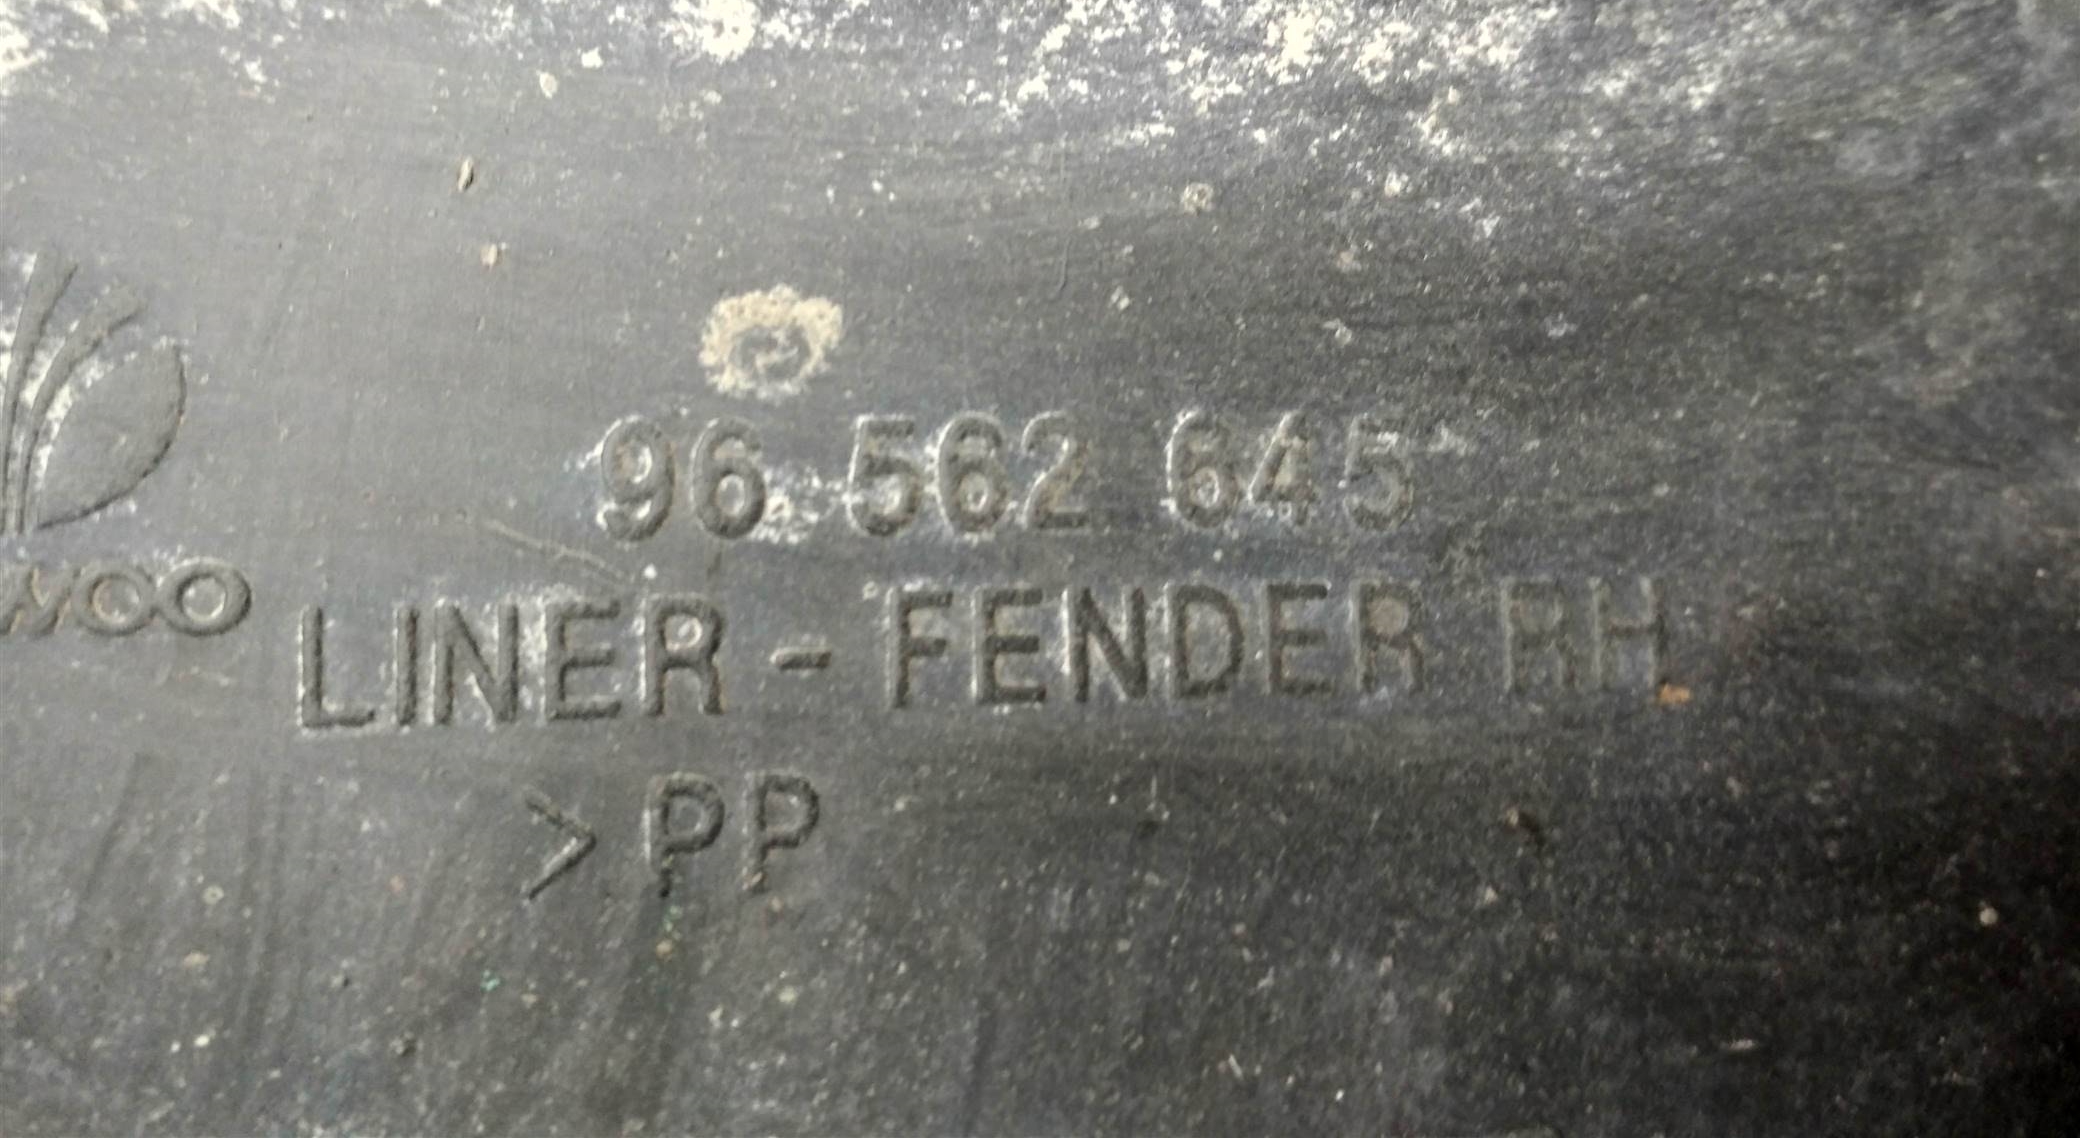 96 562 645
WOO LINER - FENDER RH
>PP